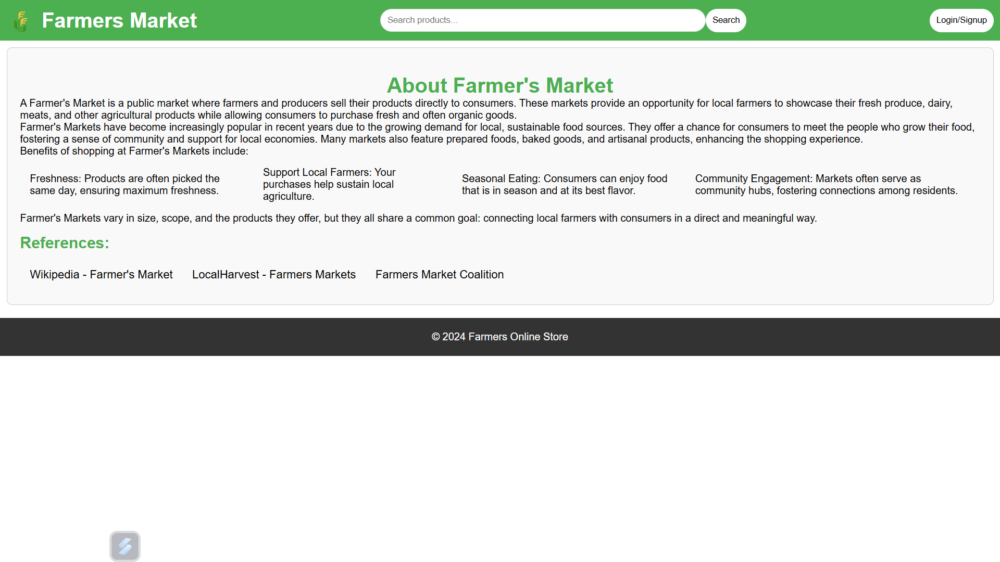 Farmers Market
Search products...
Search
Login/Signup
About Farmer's Market
A Farmer's Market is a public market where farmers and producers sell their products directly to consumers. These markets provide an opportunity for local farmers to showcase their fresh produce, dairy,
meats, and other agricultural products while allowing consumers to purchase fresh and often organic goods.
Farmer's Markets have become increasingly popular in recent years due to the growing demand for local, sustainable food sources. They offer a chance for consumers to meet the people who grow their food,
fostering a sense of community and support for local economies. Many markets also feature prepared foods, baked goods, and artisanal products, enhancing the shopping experience.
Benefits of shopping at Farmer's Markets include:
Freshness: Products are often picked the
same day, ensuring maximum freshness.
Support Local Farmers: Your
purchases help sustain local
agriculture.
Seasonal Eating: Consumers can enjoy food
that is in season and at its best flavor.
Community Engagement: Markets often serve as
community hubs, fostering connections among residents.
Farmer's Markets vary in size, scope, and the products they offer, but they all share a common goal: connecting local farmers with consumers in a direct and meaningful way.
References:
Wikipedia - Farmer's Market
LocalHarvest - Farmers Markets
Farmers Market Coalition
© 2024 Farmers Online Store